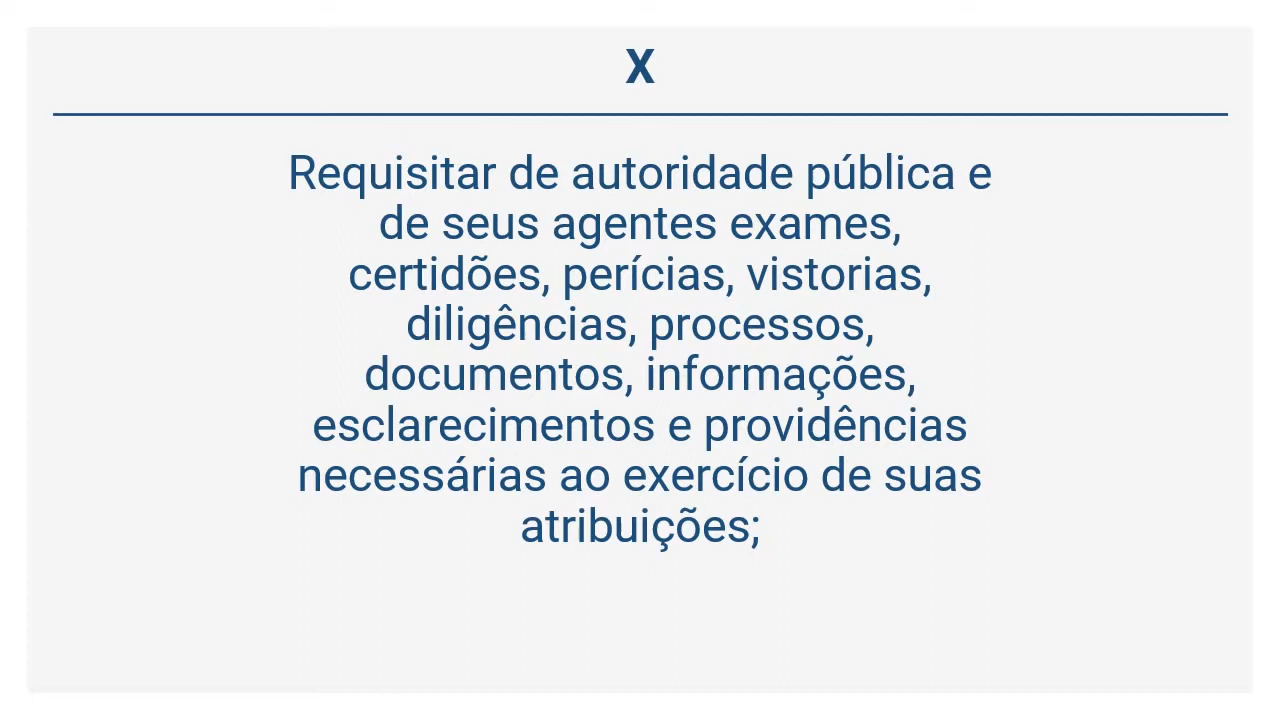 X
Requisitar de autoridade pública e
de seus agentes exames,
certidões, perícias, vistorias,
diligências, processos,
documentos, informações,
esclarecimentos e providências
necessárias ao exercício de suas
atribuições;